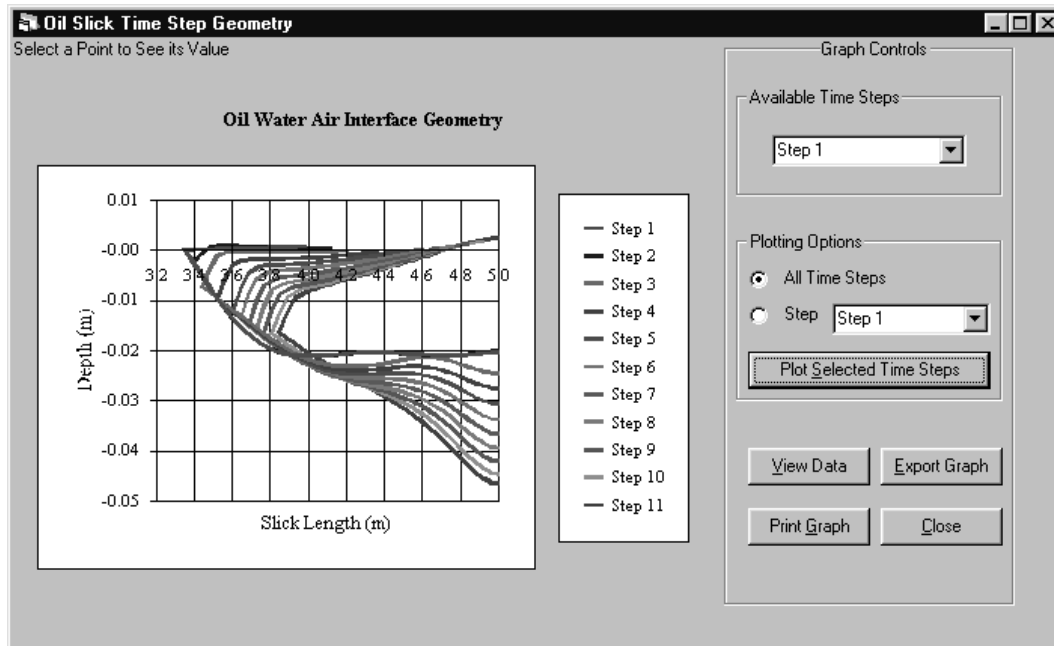 Oil Slick Time Step Geometry
Select a Point to See its Value
Oil Water Air Interface Geometry
0.01
-0.00
3.2 3.4 3.6 3.8 4.0 4.2 4.4 4.6 4.8 5.0
-0.01
-0.02
-0.03
-0.04
-0.05
Depth (m)
Slick Length (m)
Step 1
Step 2
Step 3
Step 4
Step 5
Step 6
Step 7
Step 8
Step 9
Step 10
Step 11
Graph Controls
Available Time Steps
Step 1
Plotting Options
All Time Steps
Step Step 1
Plot Selected Time Steps
View Data Export Graph
Print Graph Close